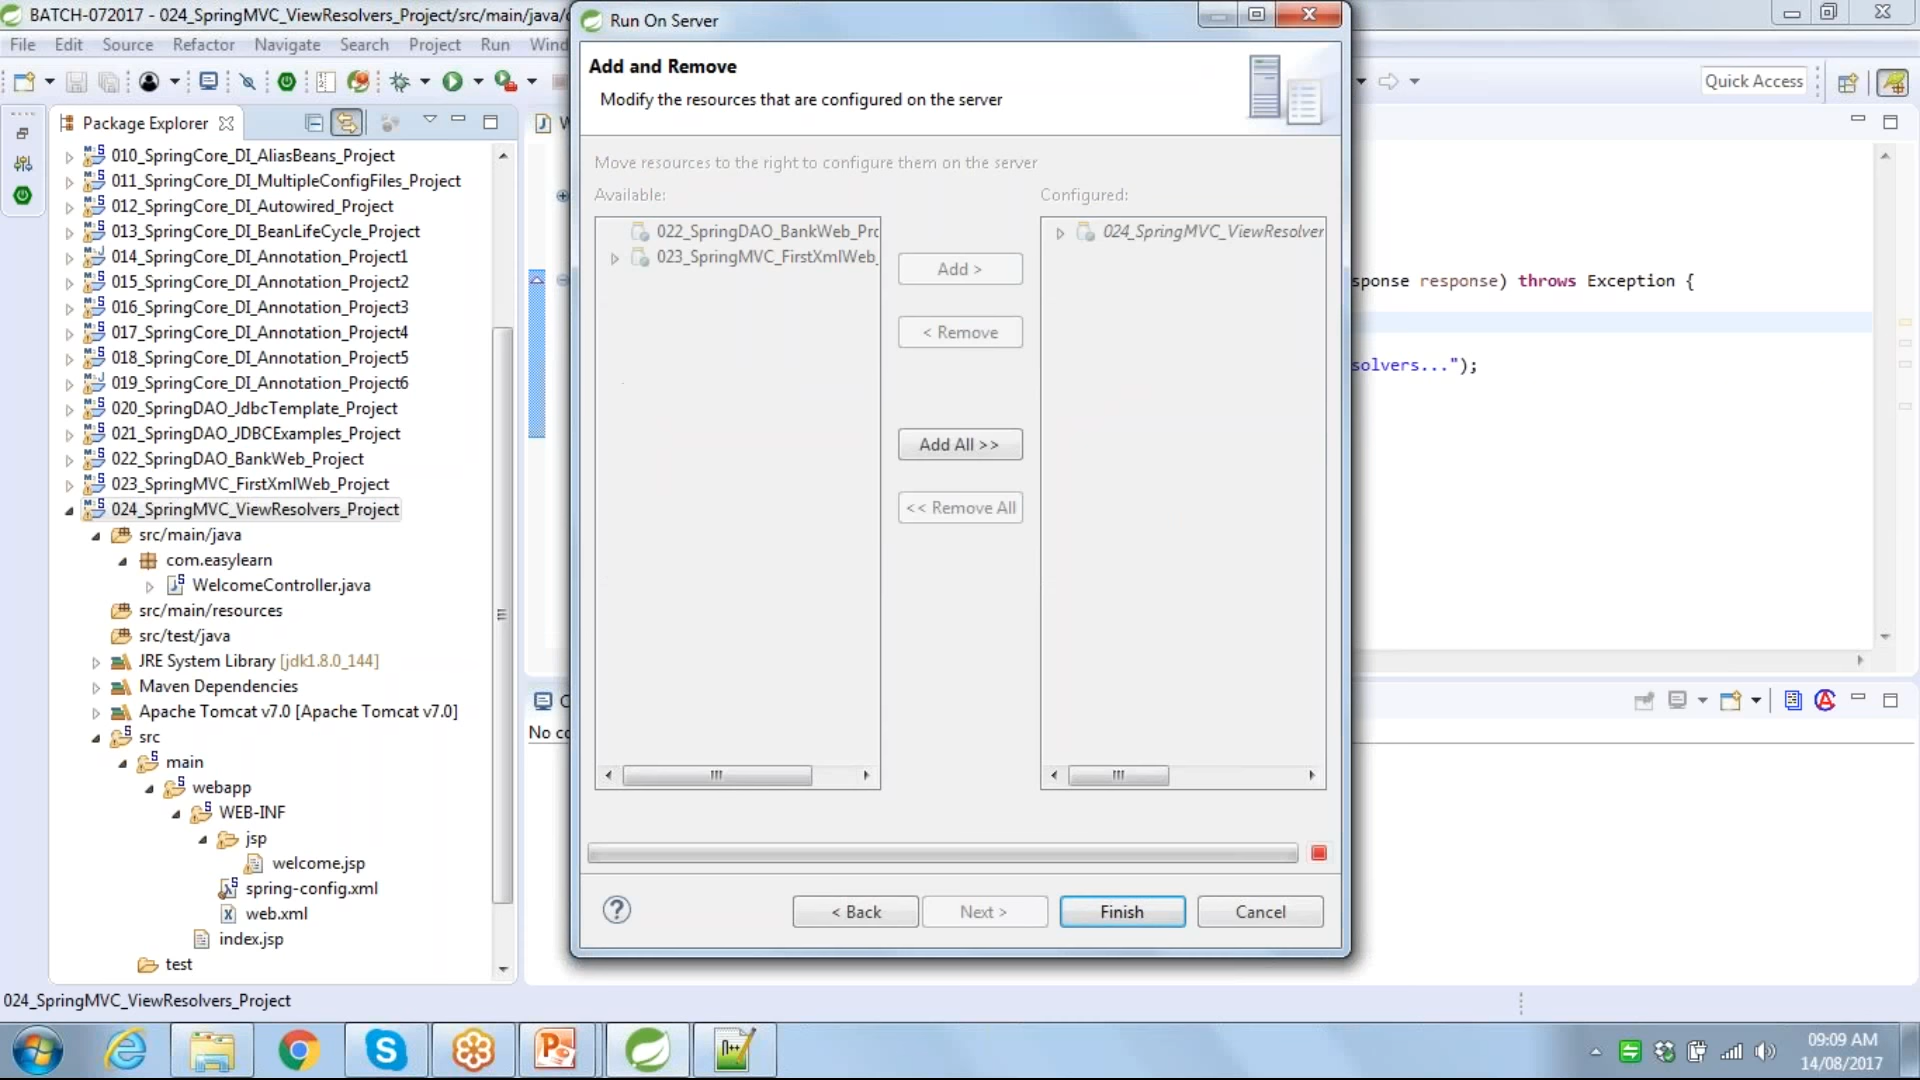 BATCH-072017 - 024_SpringMVC_ViewResolvers_Project/src/main/java/
File Edit Source Refactor Navigate Search Project Run Wind
Quick Access
Package Explorer
010_SpringCore_DI_AliasBeans_Project
011_SpringCore_DI_MultipleConfigFiles_Project
012_SpringCore_DI_Autowired_Project
013_SpringCore_DI_BeanLifeCycle_Project
014_SpringCore_DI_Annotation_Project1
015_SpringCore_DI_Annotation_Project2
016_SpringCore_DI_Annotation_Project3
017_SpringCore_DI_Annotation_Project4
018_SpringCore_DI_Annotation_Project5
019_SpringCore_DI_Annotation_Project6
020_SpringDAO_JdbcTemplate_Project
021_SpringDAO_JDBCExamples_Project
022_SpringDAO_BankWeb_Project
023_SpringMVC_FirstXmlWeb_Project
024_SpringMVC_ViewResolvers_Project
src/main/java
com.easylearn
WelcomeController.java
src/main/resources
src/test/java
JRE System Library [jdk1.8.0_144]
Maven Dependencies
Apache Tomcat v7.0 [Apache Tomcat v7.0]
src
main
webapp
WEB-INF
jsp
welcome.jsp
spring-config.xml
web.xml
index.jsp
test
Run On Server
Add and Remove
Modify the resources that are configured on the server
Move resources to the right to configure them on the server
Available:
022_SpringDAO_BankWeb_Pro
023_SpringMVC_FirstXmlWeb_
Add >
< Remove
Add All >>
<< Remove All
Configured:
024_SpringMVC_ViewResolver
< Back
Next >
Finish
Cancel
sponse response) throws Exception {
solvers...");
No co
024_SpringMVC_ViewResolvers_Project
09:09 AM
14/08/2017